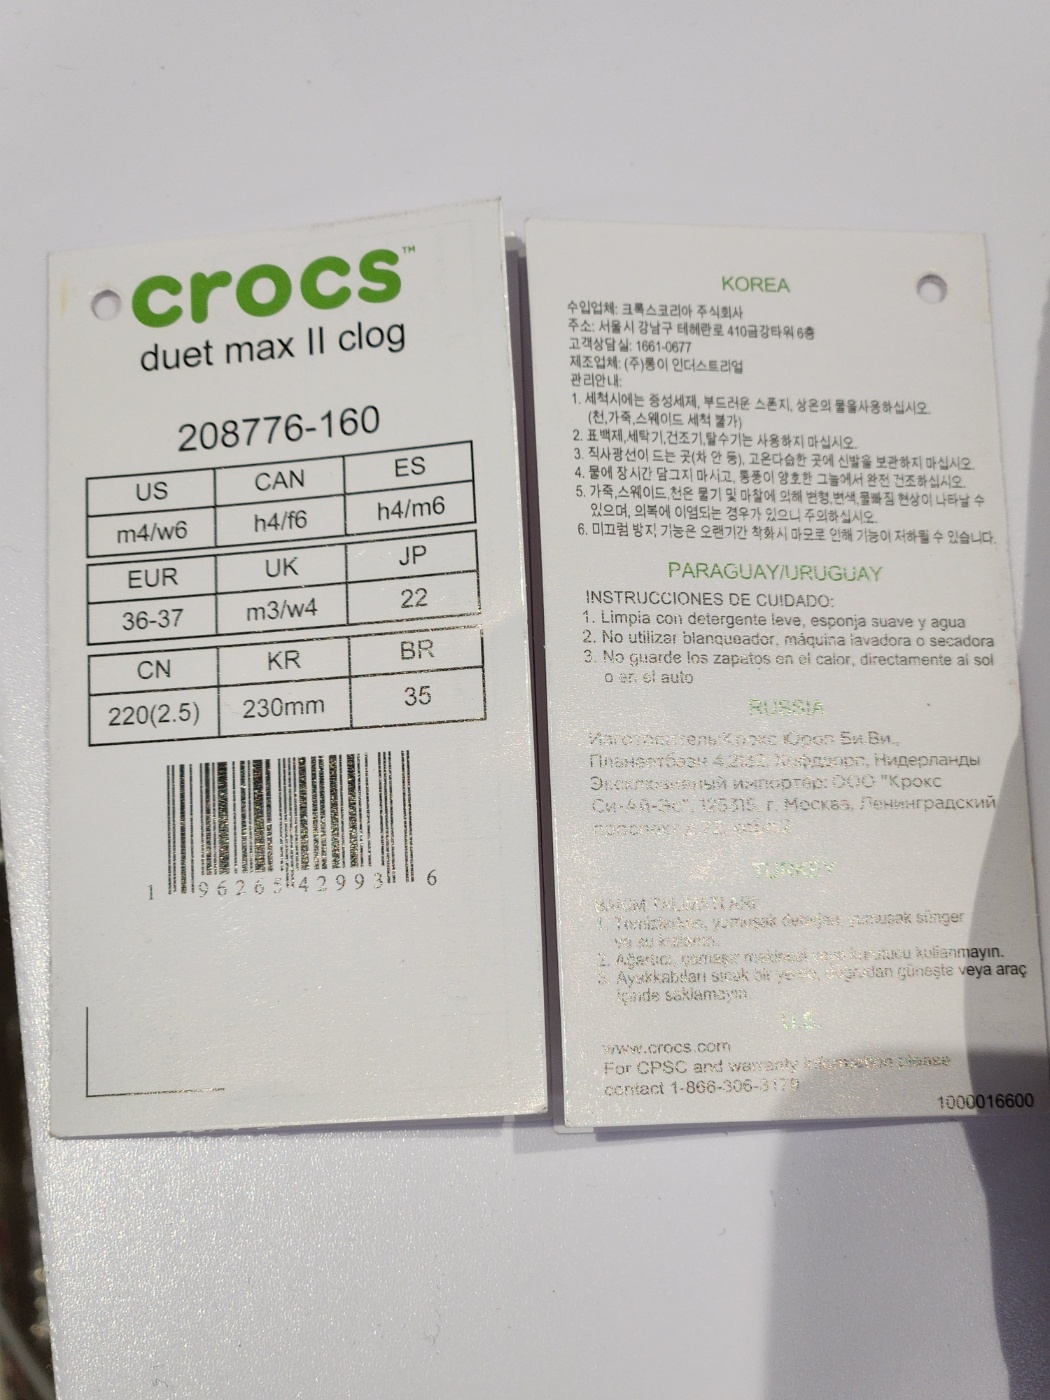 crocs™
duet max II clog
208776-160
US CAN ES
m4/w6 h4/f6 h4/m6
EUR UK JP
36-37 m3/w4 22
CN KR BR
220(2.5) 230mm 35
1 96265 42993 6
KOREA
수입업체: 크록스코리아 주식회사
주소: 서울시 강남구 테헤란로 410금강타워 6층
고객상담실: 1661-0677
제조업체: (주)롱이 인더스트리얼
관리안내:
1. 세척시에는 중성세제, 부드러운 스폰지, 상온의 물을사용하십시오.
(천,가죽,스웨이드 세척 불가)
2. 표백제,세탁기,건조기,탈수기는 사용하지 마십시오.
3. 직사광선이 드는 곳(차 안 등), 고온다습한 곳에 신발을 보관하지 마십시오.
4. 물에 장시간 담그지 마시고, 통풍이 양호한 그늘에서 완전 건조하십시오.
5. 가죽,스웨이드,천은 물기 및 마찰에 의해 변형,변색,물빠짐 현상이 나타날 수
있으며, 의복에 이염되는 경우가 있으니 주의하십시오.
6. 미끄럼 방지 기능은 오랜기간 착화시 마모로 인해 기능이 저하될 수 있습니다.
PARAGUAY/URUGUAY
INSTRUCCIONES DE CUIDADO:
1. Limpia con detergente leve, esponja suave y agua
2. No utilizar blanqueador, máquina lavadora o secadora
3. No guarde los zapatos en el calor, directamente al sol
o en el auto
RUSSIA
Изготовитель: Крокс Юроп Би.Ви.,
Нидерланды
Эксклюзивный импортер: ООО "Крокс
г. Москва, Ленинградский
TURKEY
1. yumuşak deterjan, yumuşak sünger
2. kullanmayın.
3. Ayakkabıları sıcak bir yerde, doğrudan güneşte veya araç
içinde saklamayın
U.S.
www.crocs.com
For CPSC and warranty information please
contact 1-866-306-3179
1000016600